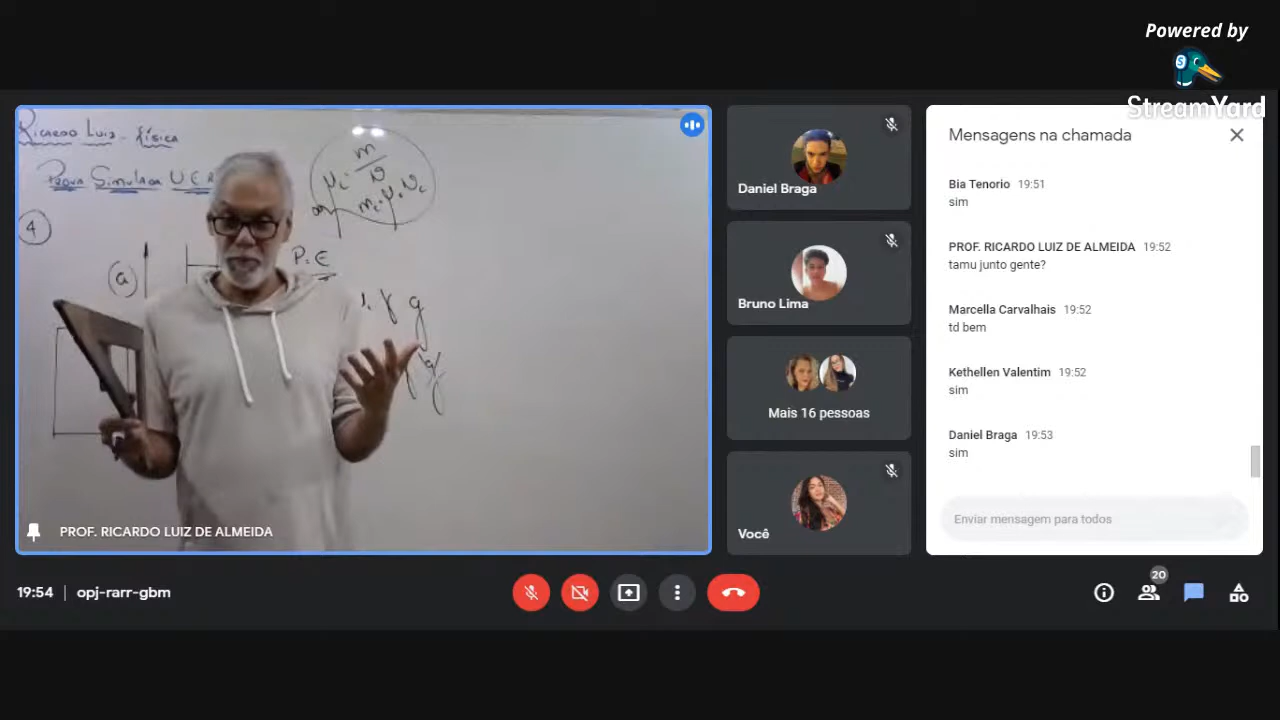 Powered by
StreamYard
Ricardo Luiz - Física
Prova Simulada UER
4
a
P = E
g
m
v
PROF. RICARDO LUIZ DE ALMEIDA
Daniel Braga
Bruno Lima
Mais 16 pessoas
Você
Mensagens na chamada
Bia Tenorio 19:51
sim
PROF. RICARDO LUIZ DE ALMEIDA 19:52
tamu junto gente?
Marcella Carvalhais 19:52
td bem
Kethellen Valentim 19:52
sim
Daniel Braga 19:53
sim
Enviar mensagem para todos
19:54 | opj-rarr-gbm
20